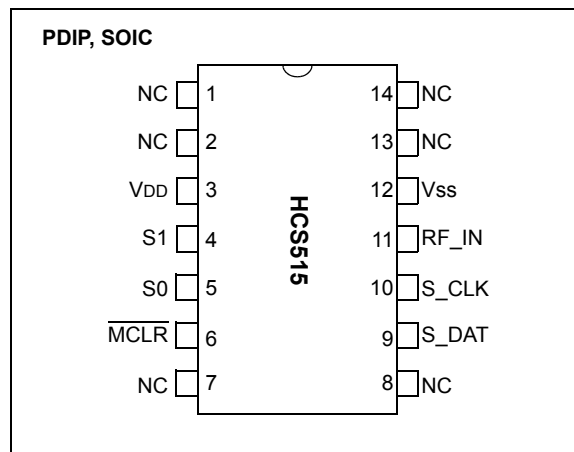 PDIP, SOIC
NC 1 14 NC
NC 2 13 NC
VDD 3 12 Vss
S1 4 11 RF_IN
S0 5 10 S_CLK
MCLR 6 9 S_DAT
NC 7 8 NC
HCS515